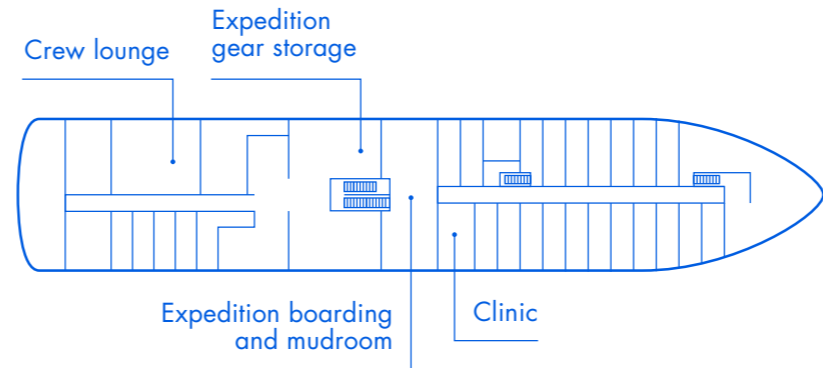 Expedition
gear storage
Crew lounge
Expedition boarding
and mudroom
Clinic